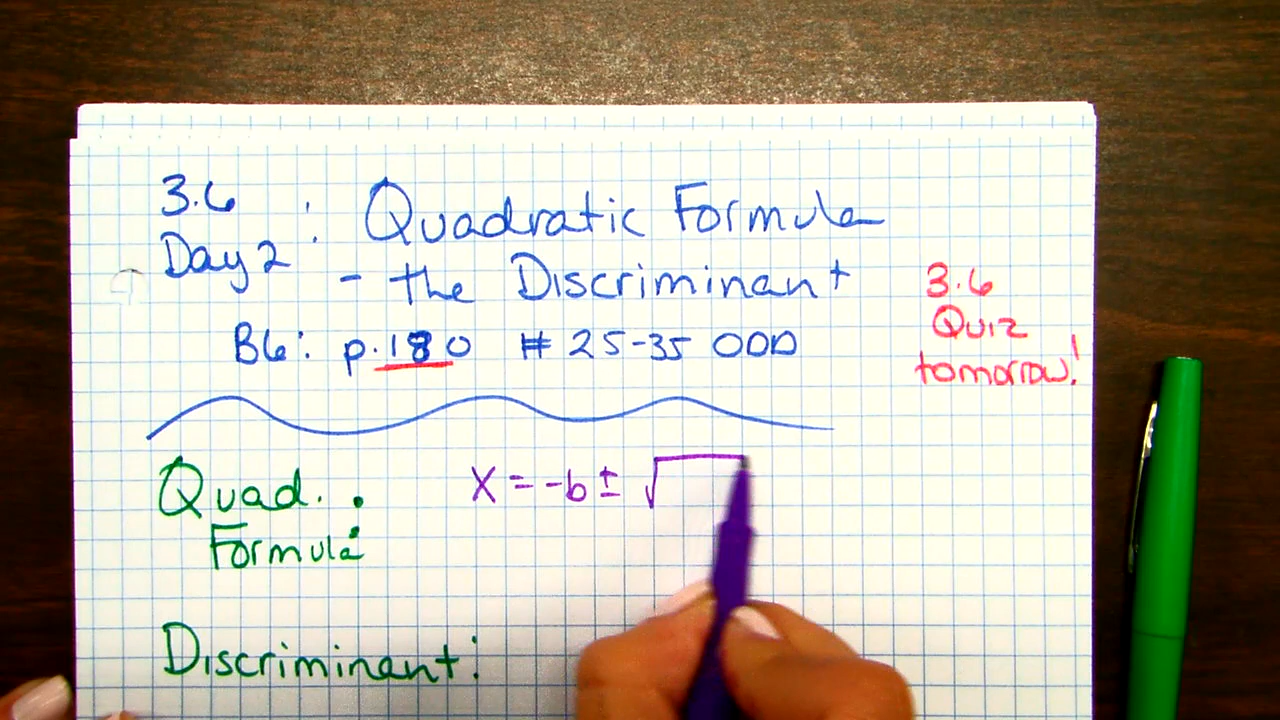 3.6
Day 2 : Quadratic Formula
- the Discriminant
B6: p.180 # 25-35 ODD
3.6
Quiz
tomorrow!
Quad. :
Formula
x = -b ± √
Discriminant: